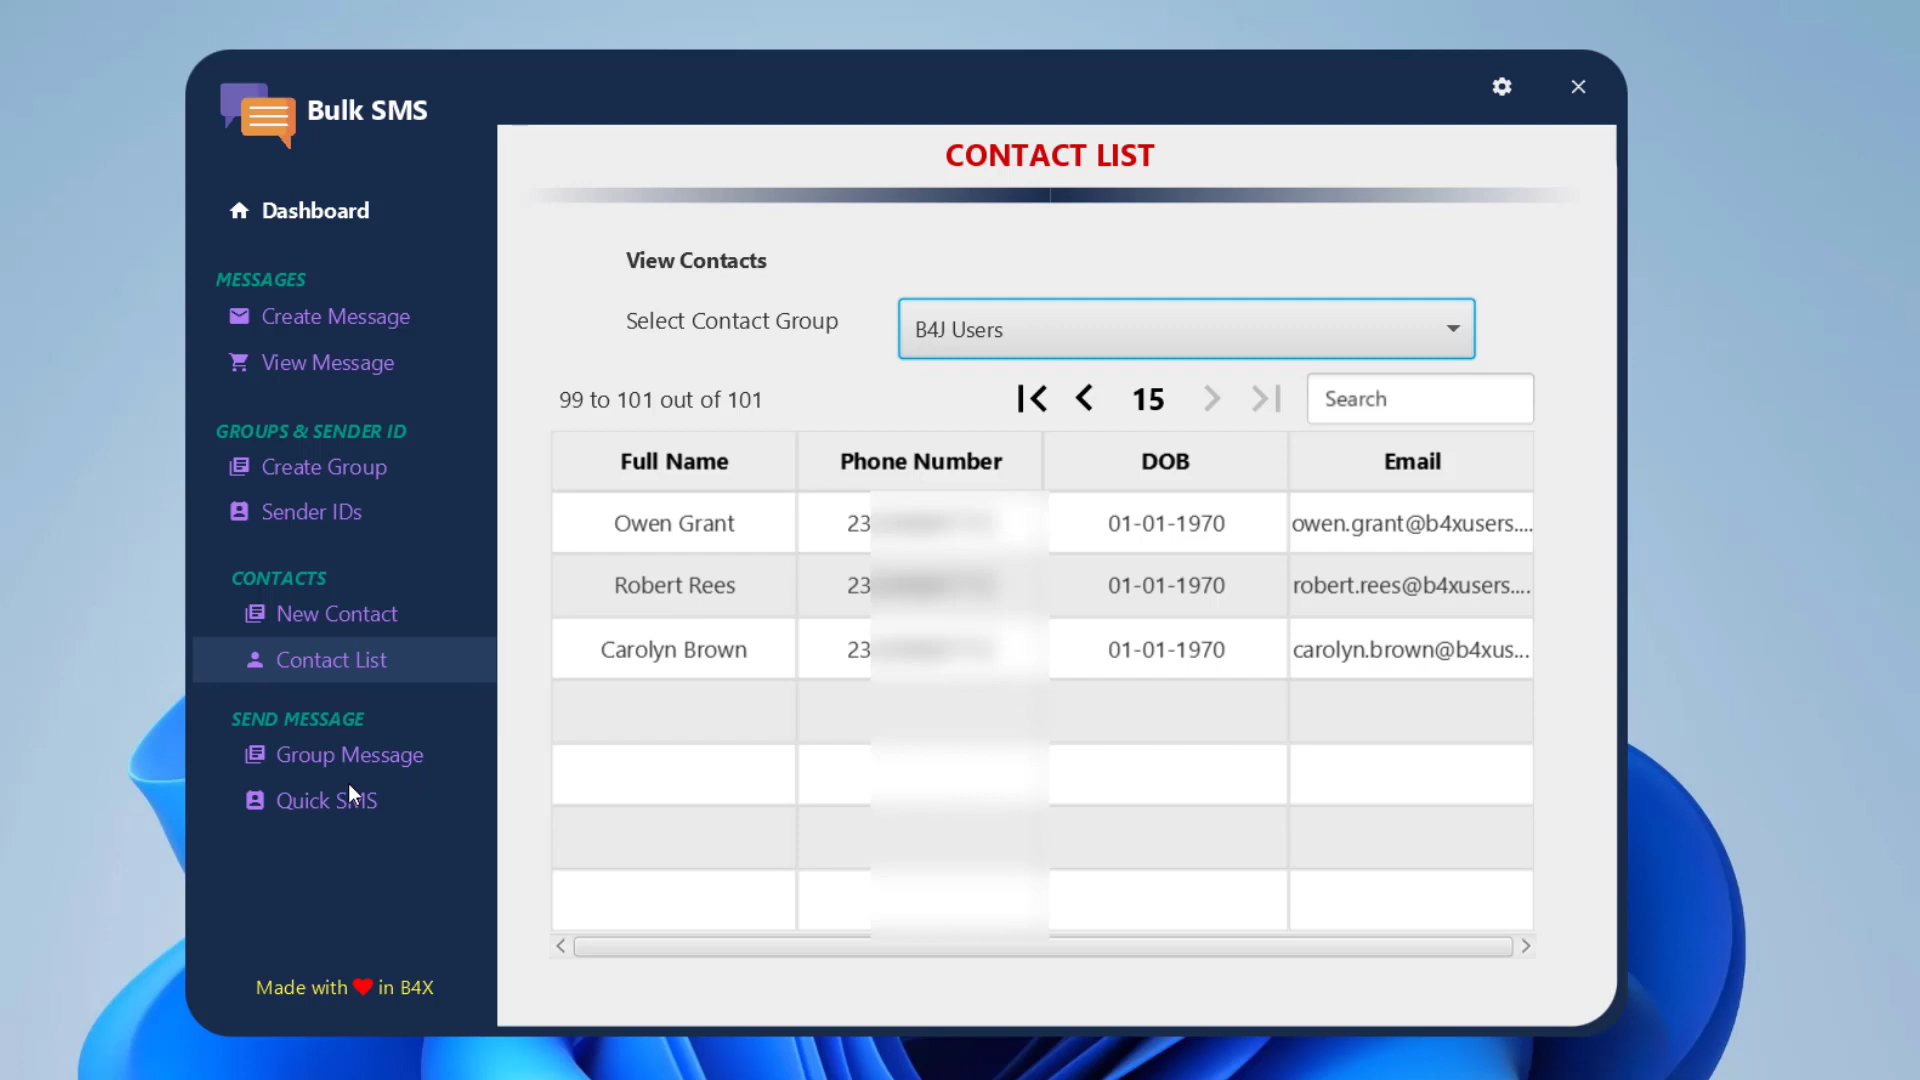 Bulk SMS
Dashboard
MESSAGES
Create Message
View Message
GROUPS & SENDER ID
Create Group
Sender IDs
CONTACTS
New Contact
Contact List
SEND MESSAGE
Group Message
Quick SMS
Made with ❤ in B4X
CONTACT LIST
View Contacts
Select Contact Group B4J Users
99 to 101 out of 101 15 Search
Full Name Phone Number DOB Email
Owen Grant 23 01-01-1970 owen.grant@b4xusers....
Robert Rees 23 01-01-1970 robert.rees@b4xusers....
Carolyn Brown 23 01-01-1970 carolyn.brown@b4xus...